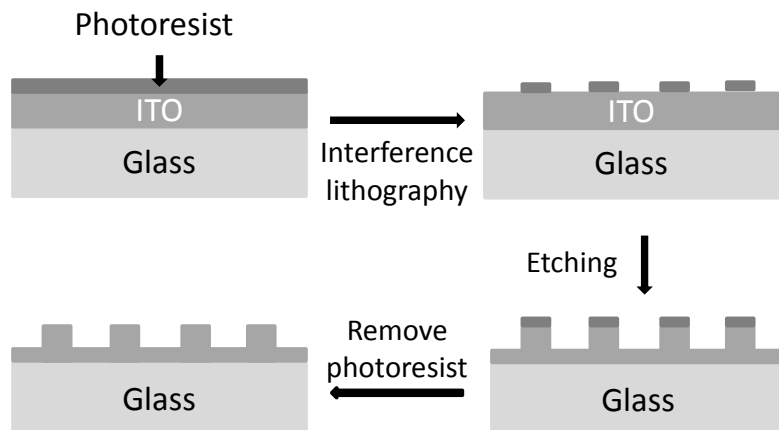 Photoresist
ITO
Glass
Interference
lithography
ITO
Glass
Etching
Glass
Remove
photoresist
Glass